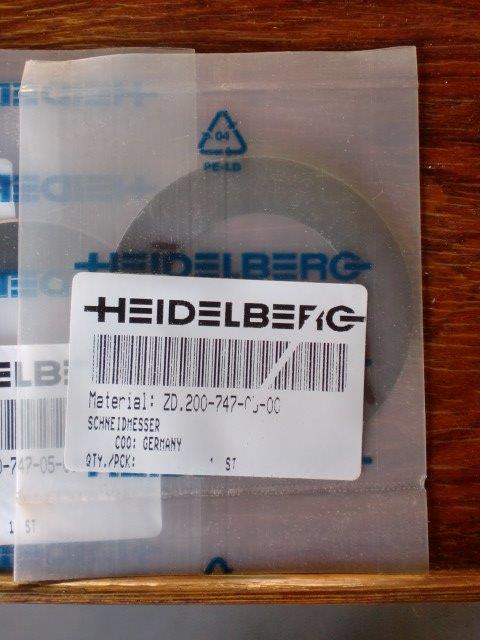 04
PE-LD
HEIDELBERG
HEIDELBERG
Material: ZD.200-747-05-00
SCHNEIDMESSER
COO: GERMANY
QTY./PCK: 1 ST
747-05-
1 ST